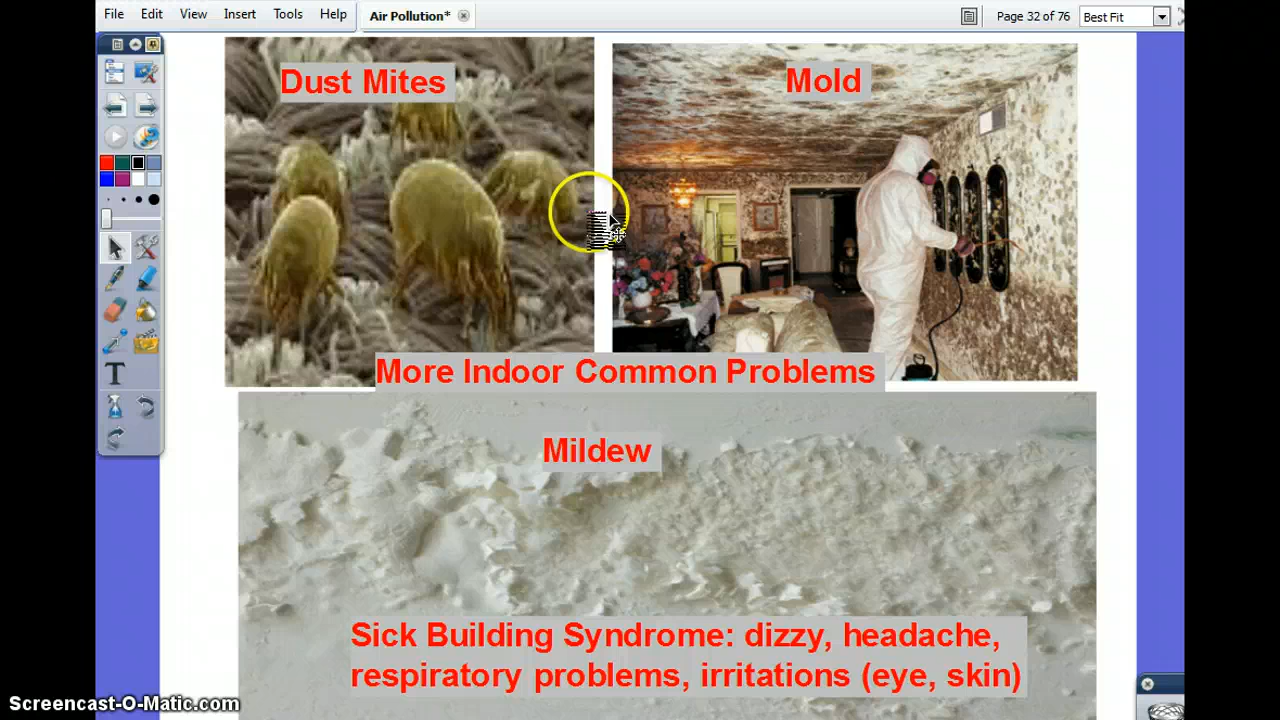 File Edit View Insert Tools Help Air Pollution* Page 32 of 76 Best Fit
Dust Mites
Mold
T
More Indoor Common Problems
Mildew
Sick Building Syndrome: dizzy, headache,
respiratory problems, irritations (eye, skin)
Screencast-O-Matic.com